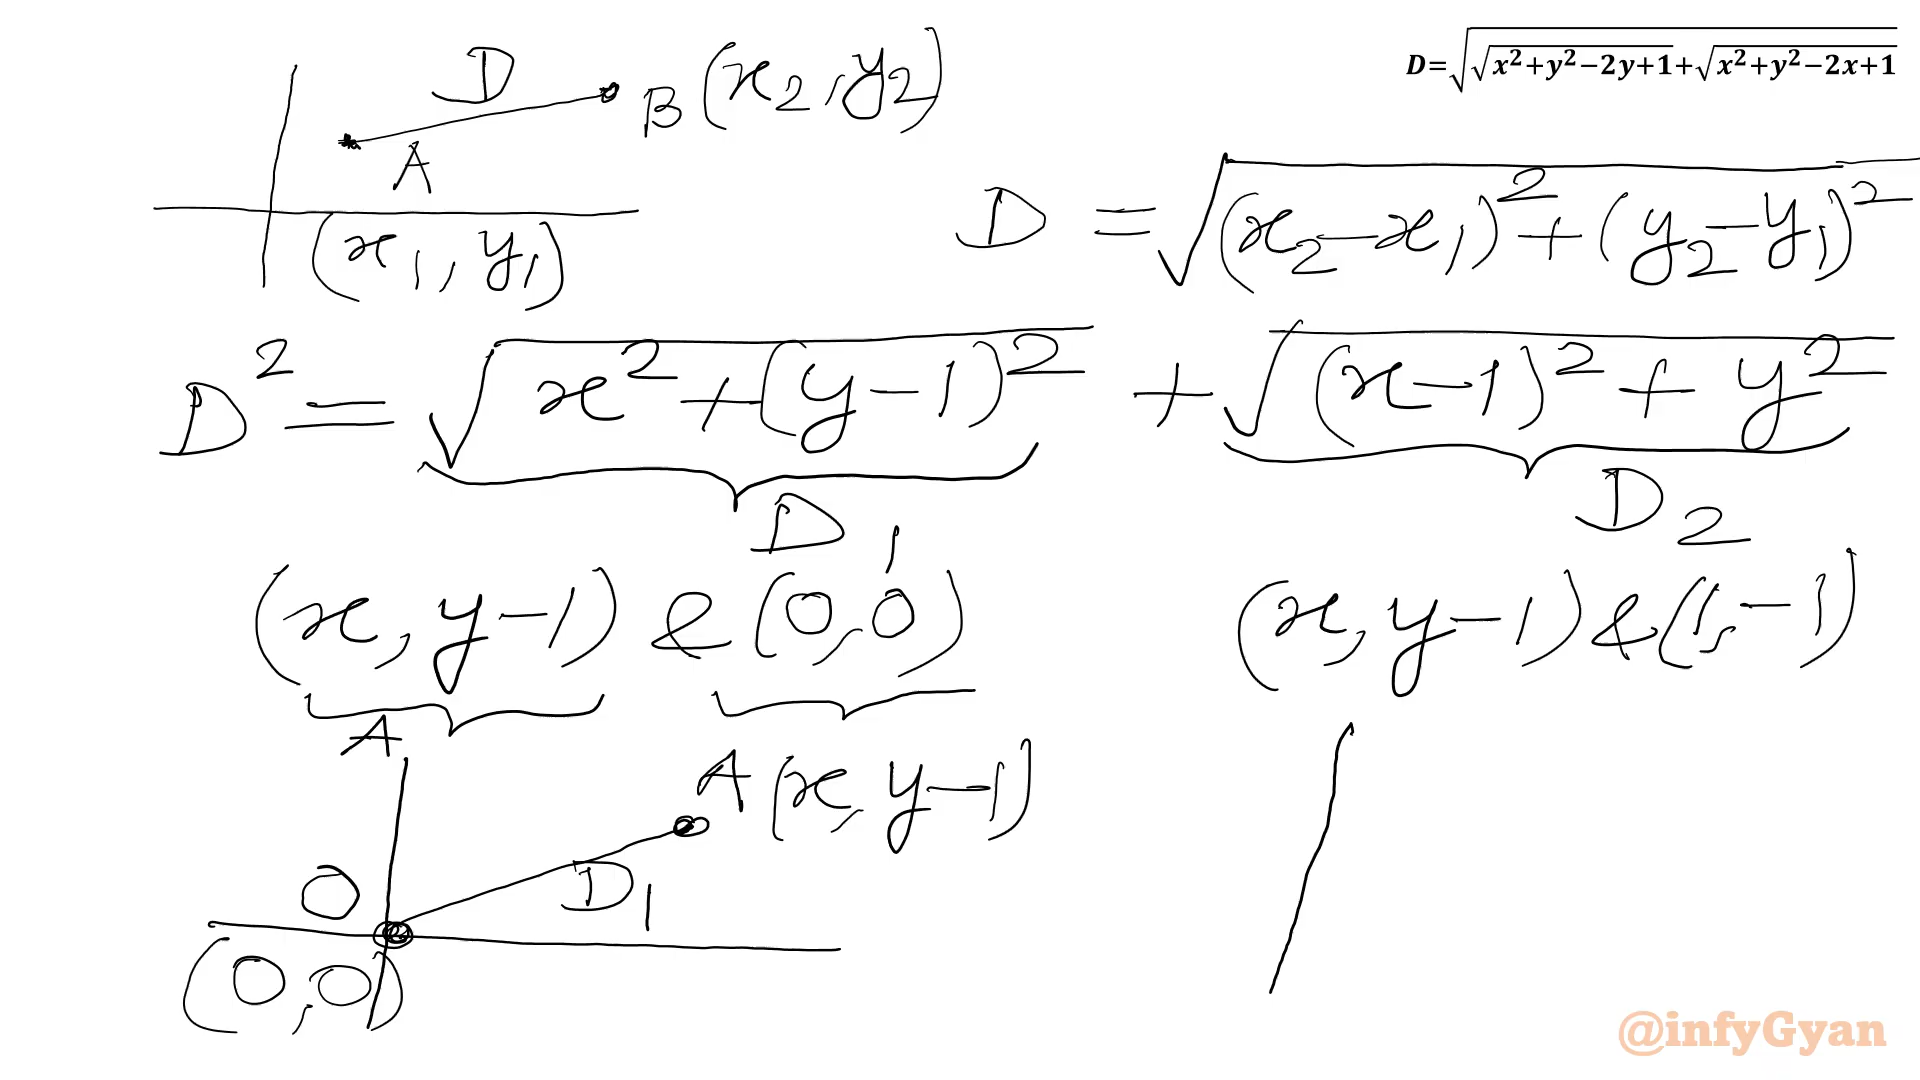 D=√(√(x²+y²−2y+1)+√(x²+y²−2x+1))
D
A
B (x₂,y₂)
(x₁,y₁)
D = √((x₂−x₁)²+(y₂−y₁)²)
D² = √(x²+(y−1)²) + √((x−1)²+y²)
D₁
D₂
(x,y−1) & (0,0)
(x,y−1) & (1,−1)
A
A(x,y−1)
D₁
O
(0,0)
@infyGyan